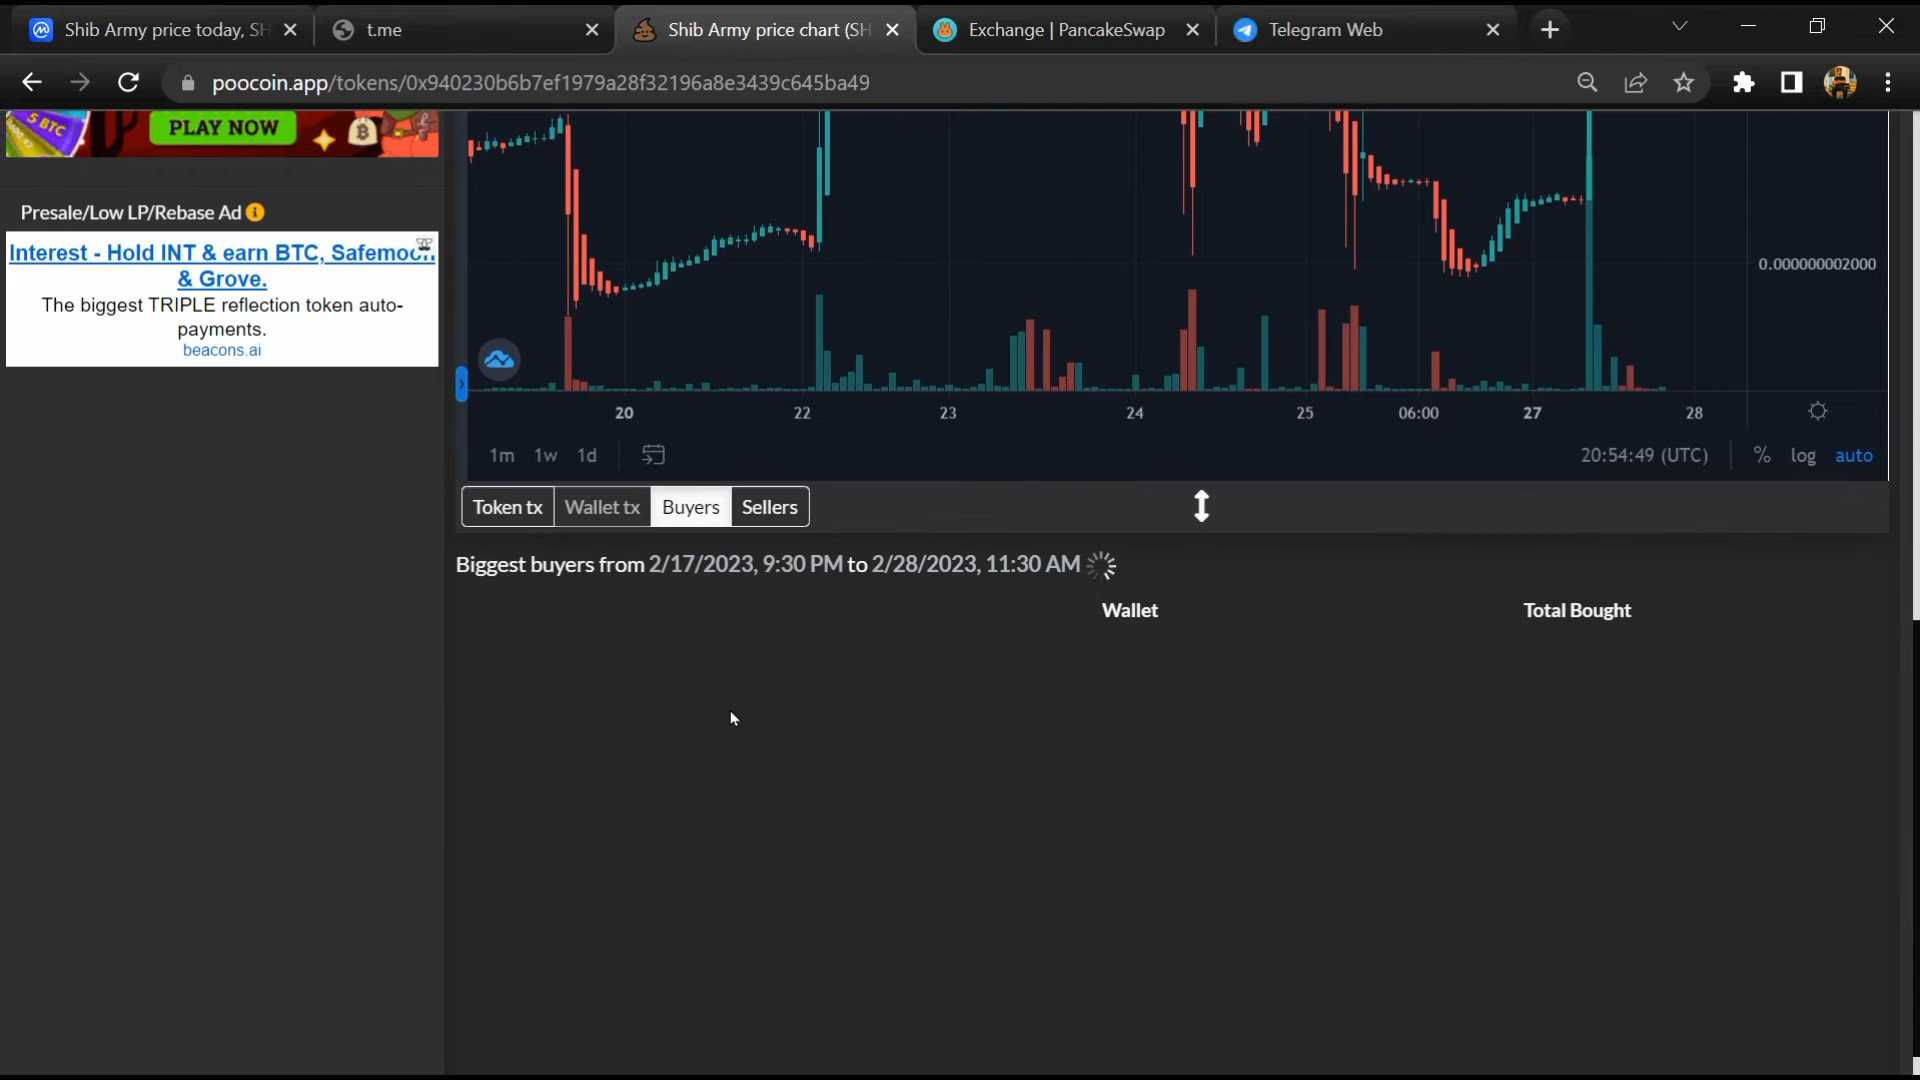 Shib Army price today, SH
t.me
Shib Army price chart (SH
Exchange | PancakeSwap
Telegram Web
poocoin.app/tokens/0x940230b6b7ef1979a28f32196a8e3439c645ba49
5 BTC
PLAY NOW
Presale/Low LP/Rebase Ad
Interest - Hold INT & earn BTC, Safemoon
& Grove.
The biggest TRIPLE reflection token auto-
payments.
beacons.ai
0.000000002000
20 22 23 24 25 06:00 27 28
1m 1w 1d
20:54:49 (UTC) % log auto
Token tx Wallet tx Buyers Sellers
Biggest buyers from 2/17/2023, 9:30 PM to 2/28/2023, 11:30 AM
Wallet Total Bought